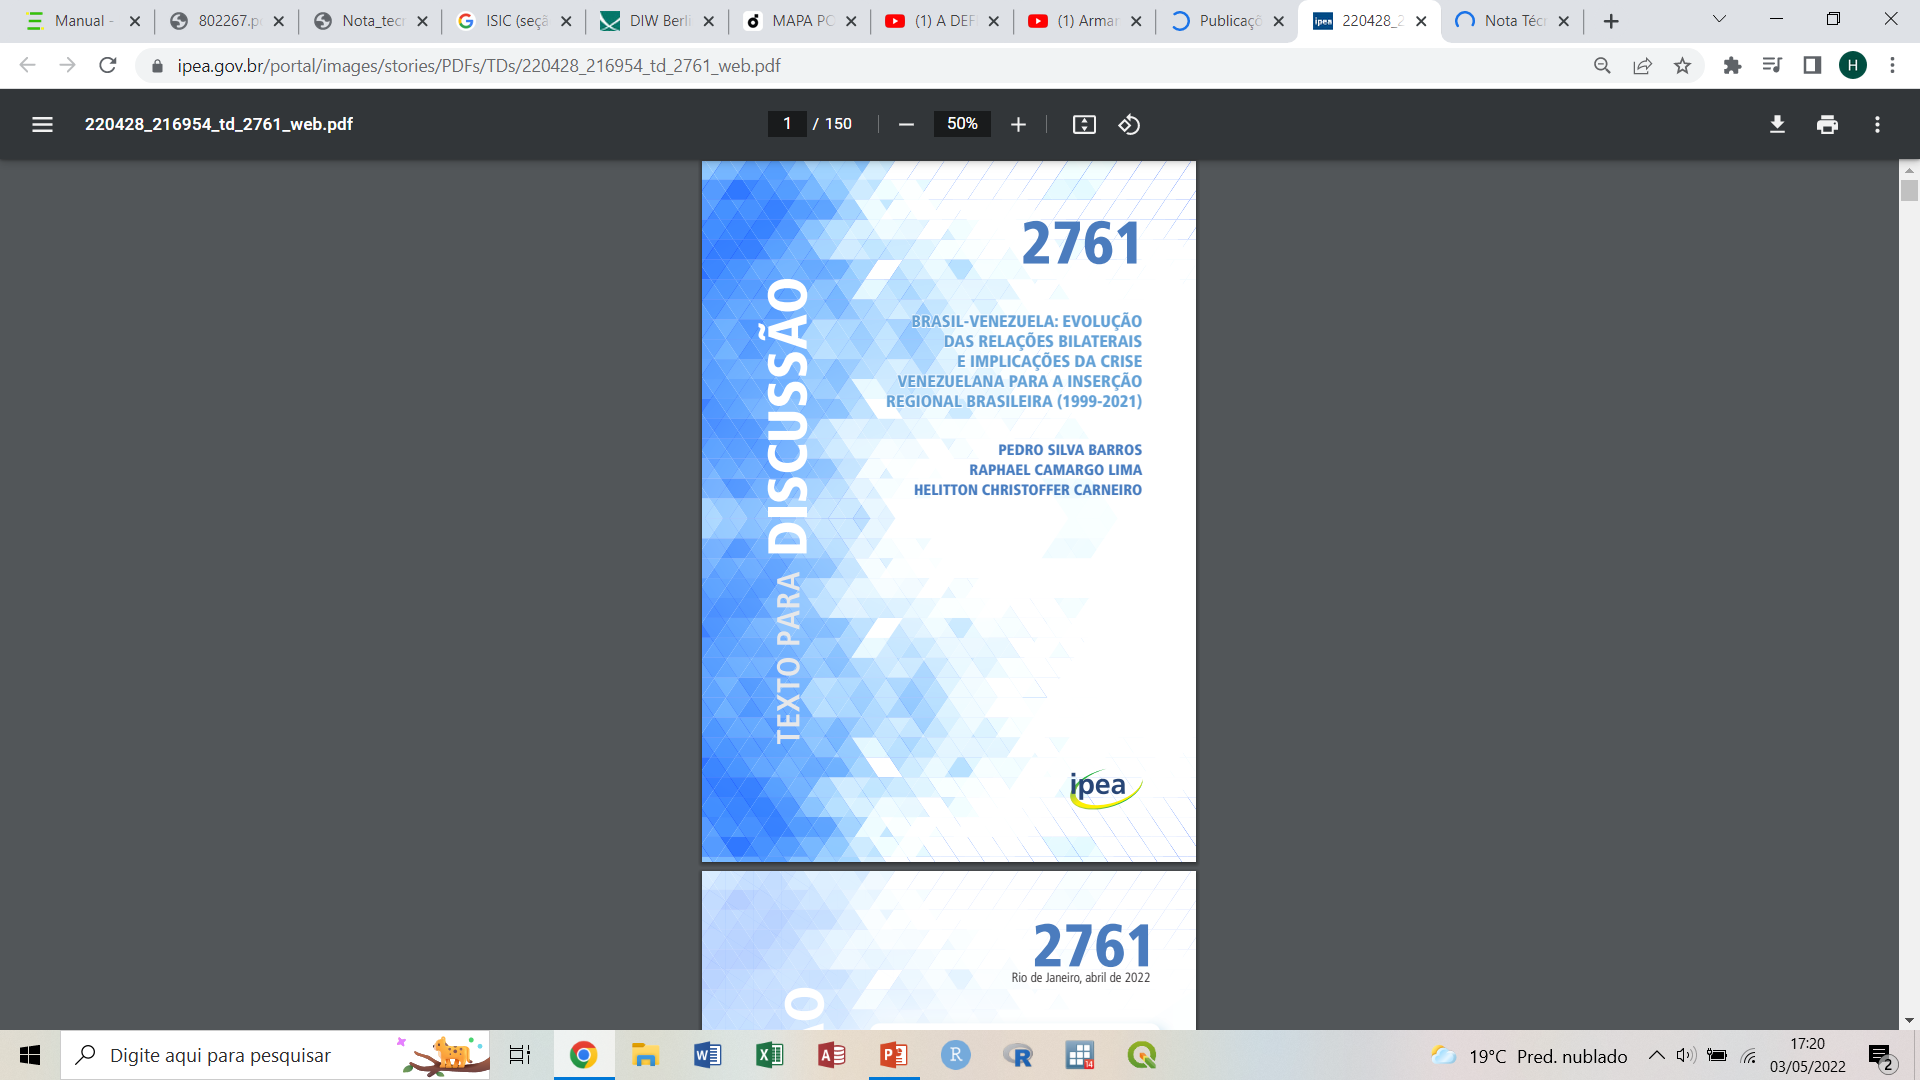 Manual -
802267.p
Nota_tecr
ISIC (seçã
DIW Berli
MAPA PO
(1) A DEF
(1) Armar
Publicaçõ
220428_2
Nota Técr
ipea.gov.br/portal/images/stories/PDFs/TDs/220428_216954_td_2761_web.pdf
H
220428_216954_td_2761_web.pdf
1 / 150
50%
2761
BRASIL-VENEZUELA: EVOLUÇÃO
DAS RELAÇÕES BILATERAIS
E IMPLICAÇÕES DA CRISE
VENEZUELANA PARA A INSERÇÃO
REGIONAL BRASILEIRA (1999-2021)
PEDRO SILVA BARROS
RAPHAEL CAMARGO LIMA
HELITTON CHRISTOFFER CARNEIRO
TEXTO PARA DISCUSSÃO
ipea
2761
Rio de Janeiro, abril de 2022
Digite aqui para pesquisar
19°C Pred. nublado
17:20
03/05/2022
2